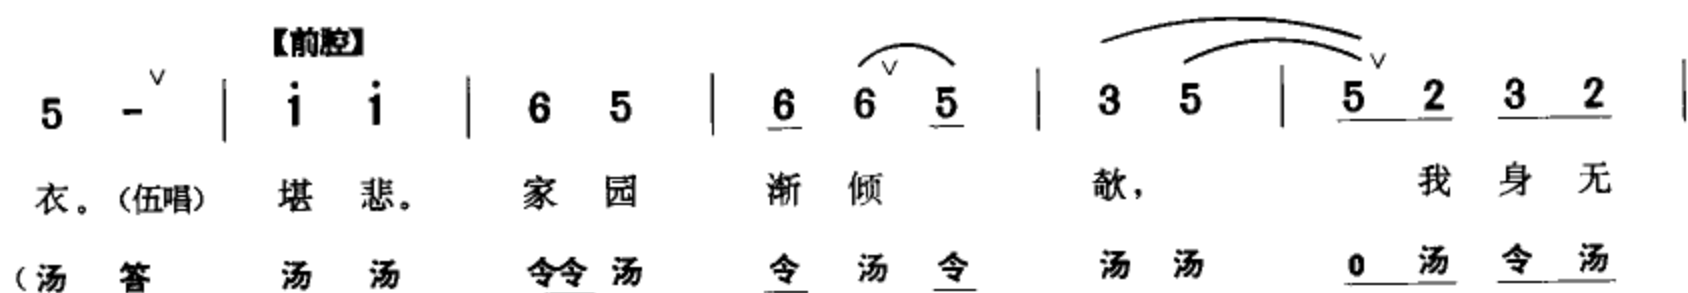 【前腔】
5 - ∨ | i i | 6 5 | 6 6 ∨ 5 | 3 5 | 5 ∨ 2 3 2 |
衣。(伍唱) 堪 悲。 家 园 渐 倾 欹, 我 身 无
(汤 答 汤 汤 令令 汤 令 汤 令 汤 汤 0 汤 令 汤